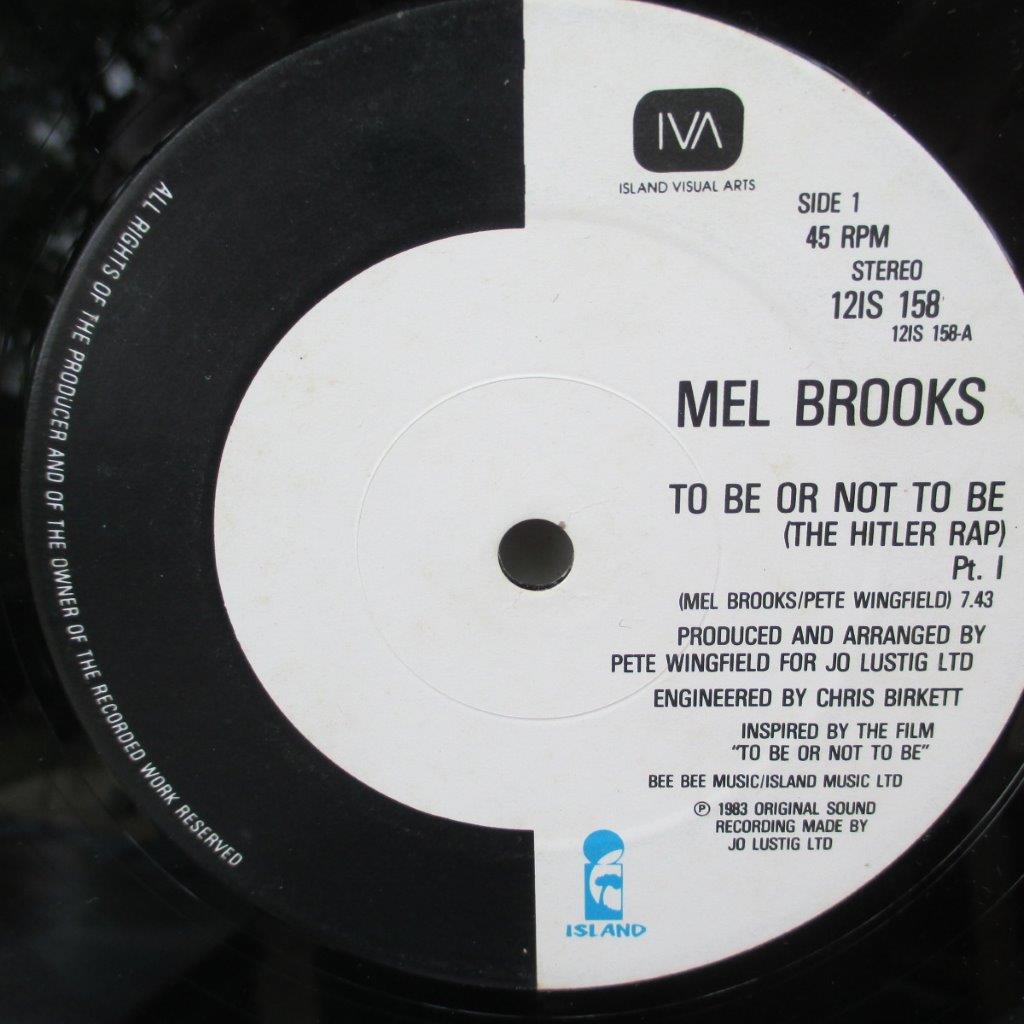 IVA
ISLAND VISUAL ARTS
SIDE 1
45 RPM
STEREO
12IS 158
12IS 158-A
MEL BROOKS
TO BE OR NOT TO BE
(THE HITLER RAP)
Pt. I
(MEL BROOKS/PETE WINGFIELD) 7.43
PRODUCED AND ARRANGED BY
PETE WINGFIELD FOR JO LUSTIG LTD
ENGINEERED BY CHRIS BIRKETT
INSPIRED BY THE FILM
"TO BE OR NOT TO BE"
BEE BEE MUSIC/ISLAND MUSIC LTD
℗ 1983 ORIGINAL SOUND
RECORDING MADE BY
JO LUSTIG LTD
ISLAND
ALL RIGHTS OF THE PRODUCER AND OF THE OWNER OF THE RECORDED WORK RESERVED